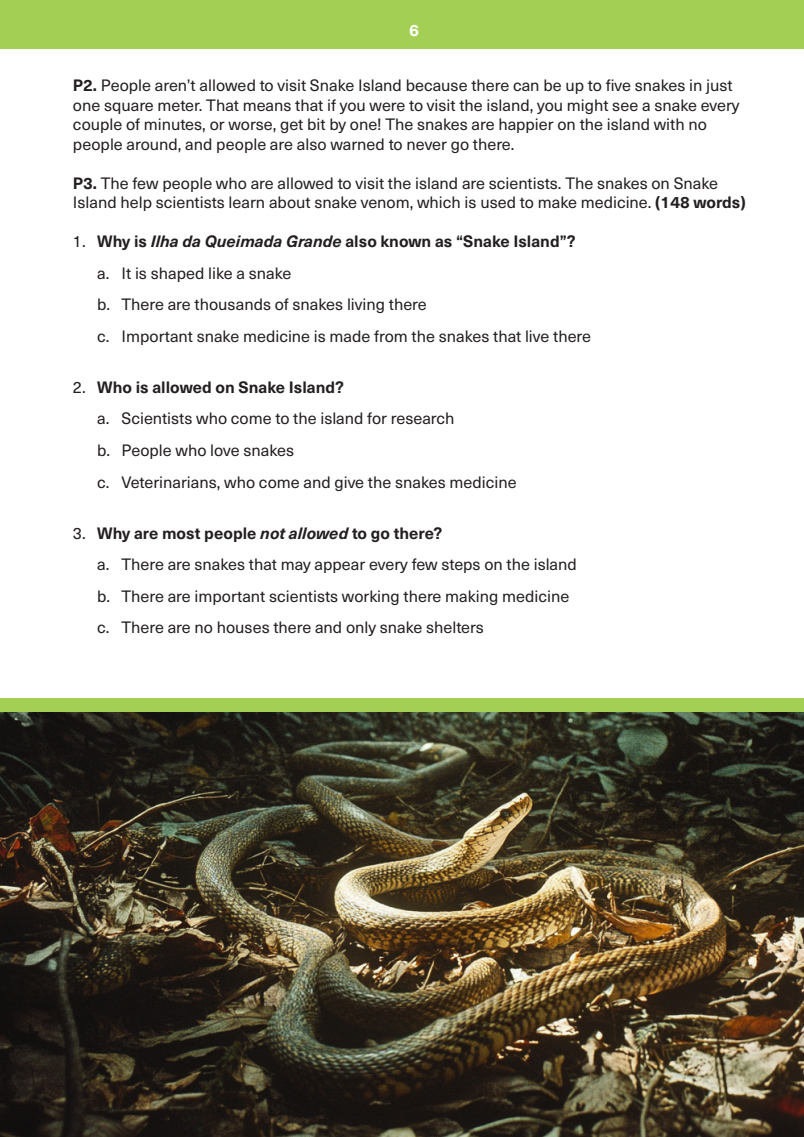 6
P2. People aren’t allowed to visit Snake Island because there can be up to five snakes in just
one square meter. That means that if you were to visit the island, you might see a snake every
couple of minutes, or worse, get bit by one! The snakes are happier on the island with no
people around, and people are also warned to never go there.
P3. The few people who are allowed to visit the island are scientists. The snakes on Snake
Island help scientists learn about snake venom, which is used to make medicine. (148 words)
1. Why is Ilha da Queimada Grande also known as “Snake Island”?
a. It is shaped like a snake
b. There are thousands of snakes living there
c. Important snake medicine is made from the snakes that live there
2. Who is allowed on Snake Island?
a. Scientists who come to the island for research
b. People who love snakes
c. Veterinarians, who come and give the snakes medicine
3. Why are most people not allowed to go there?
a. There are snakes that may appear every few steps on the island
b. There are important scientists working there making medicine
c. There are no houses there and only snake shelters